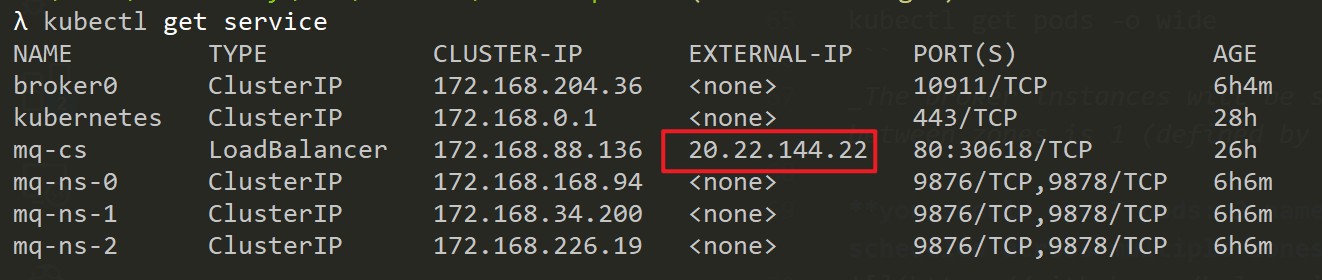 λ kubectl get service
NAME TYPE CLUSTER-IP EXTERNAL-IP PORT(S) AGE
broker0 ClusterIP 172.168.204.36 <none> 10911/TCP 6h4m
kubernetes ClusterIP 172.168.0.1 <none> 443/TCP 28h
mq-cs LoadBalancer 172.168.88.136 20.22.144.22 80:30618/TCP 26h
mq-ns-0 ClusterIP 172.168.168.94 <none> 9876/TCP,9878/TCP 6h6m
mq-ns-1 ClusterIP 172.168.34.200 <none> 9876/TCP,9878/TCP 6h6m
mq-ns-2 ClusterIP 172.168.226.19 <none> 9876/TCP,9878/TCP 6h6m
kubectl get pods -o wide